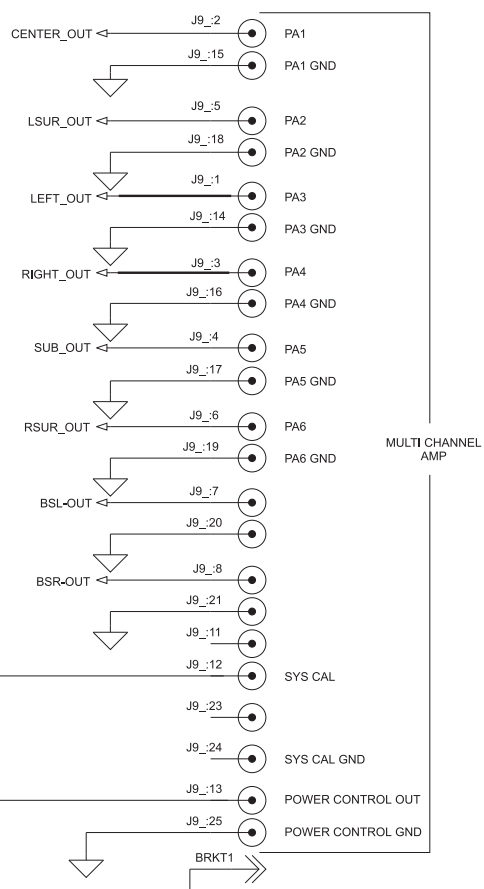 CENTER_OUT J9_:2 PA1
J9_:15 PA1 GND
LSUR_OUT J9_:5 PA2
J9_:18 PA2 GND
LEFT_OUT J9_:1 PA3
J9_:14 PA3 GND
RIGHT_OUT J9_:3 PA4
J9_:16 PA4 GND
SUB_OUT J9_:4 PA5
J9_:17 PA5 GND
RSUR_OUT J9_:6 PA6
J9_:19 PA6 GND
MULTI CHANNEL
AMP
BSL-OUT J9_:7
J9_:20
BSR-OUT J9_:8
J9_:21
J9_:11
J9_:12 SYS CAL
J9_:23
J9_:24 SYS CAL GND
J9_:13 POWER CONTROL OUT
J9_:25 POWER CONTROL GND
BRKT1